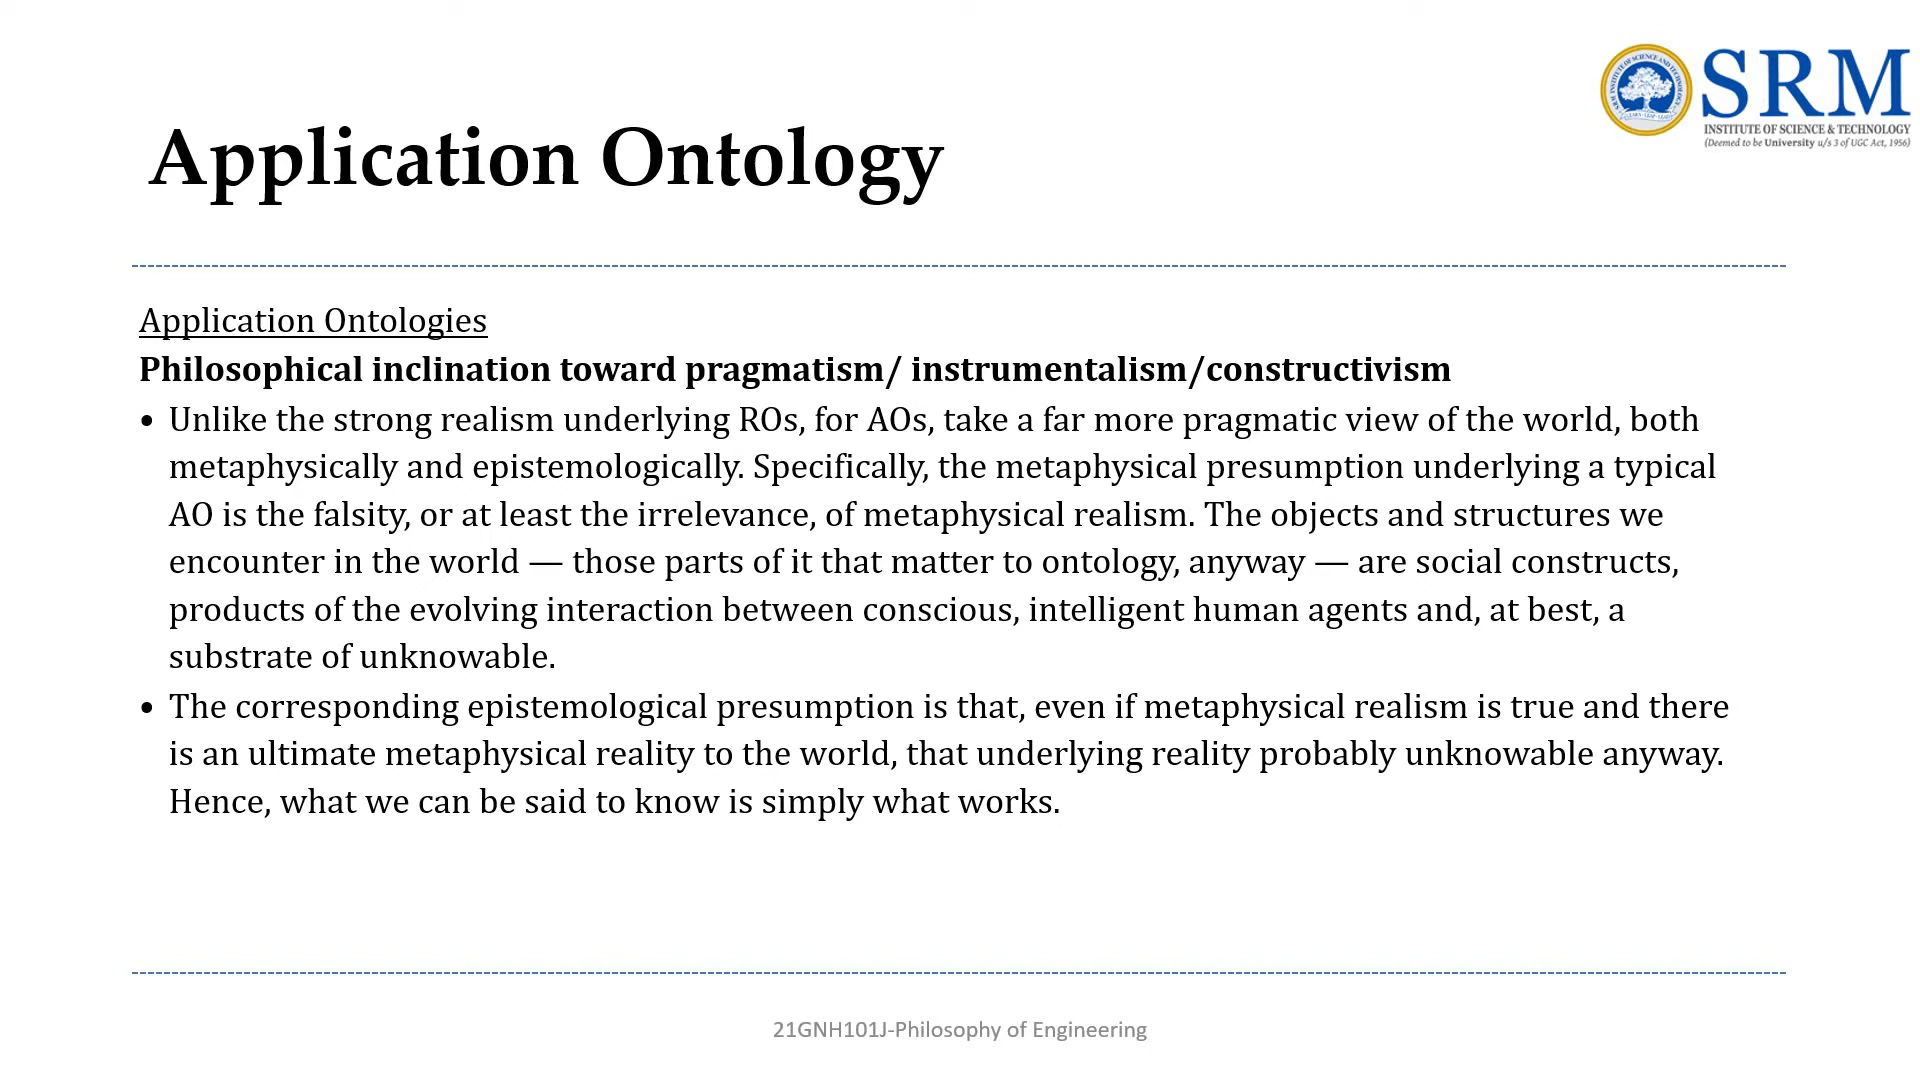 SRM
INSTITUTE OF SCIENCE & TECHNOLOGY
(Deemed to be University u/s 3 of UGC Act, 1956)
Application Ontology
Application Ontologies
Philosophical inclination toward pragmatism/ instrumentalism/constructivism
• Unlike the strong realism underlying ROs, for AOs, take a far more pragmatic view of the world, both
metaphysically and epistemologically. Specifically, the metaphysical presumption underlying a typical
AO is the falsity, or at least the irrelevance, of metaphysical realism. The objects and structures we
encounter in the world — those parts of it that matter to ontology, anyway — are social constructs,
products of the evolving interaction between conscious, intelligent human agents and, at best, a
substrate of unknowable.
• The corresponding epistemological presumption is that, even if metaphysical realism is true and there
is an ultimate metaphysical reality to the world, that underlying reality probably unknowable anyway.
Hence, what we can be said to know is simply what works.
21GNH101J-Philosophy of Engineering